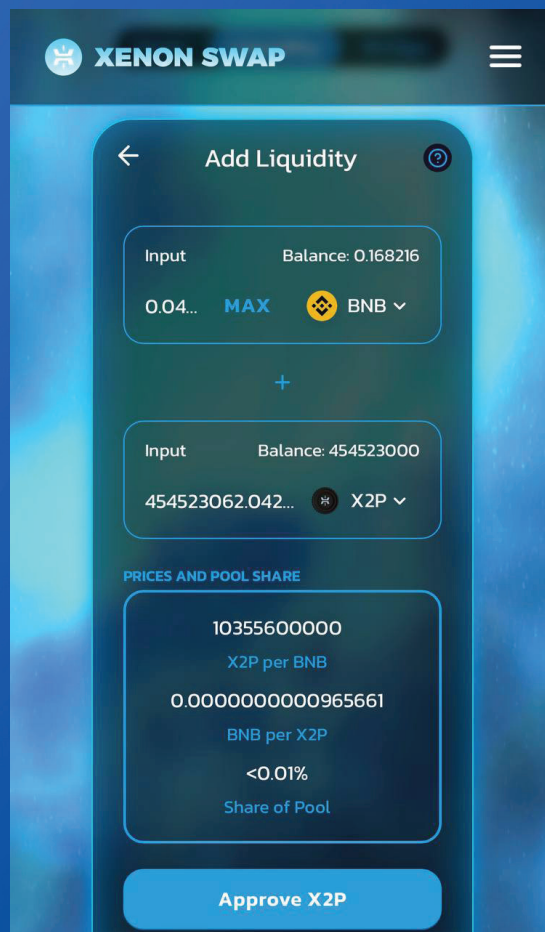 XENON SWAP
Add Liquidity
Input Balance: 0.168216
0.04... MAX BNB
+
Input Balance: 454523000
454523062.042... X2P
PRICES AND POOL SHARE
10355600000
X2P per BNB
0.0000000000965661
BNB per X2P
<0.01%
Share of Pool
Approve X2P